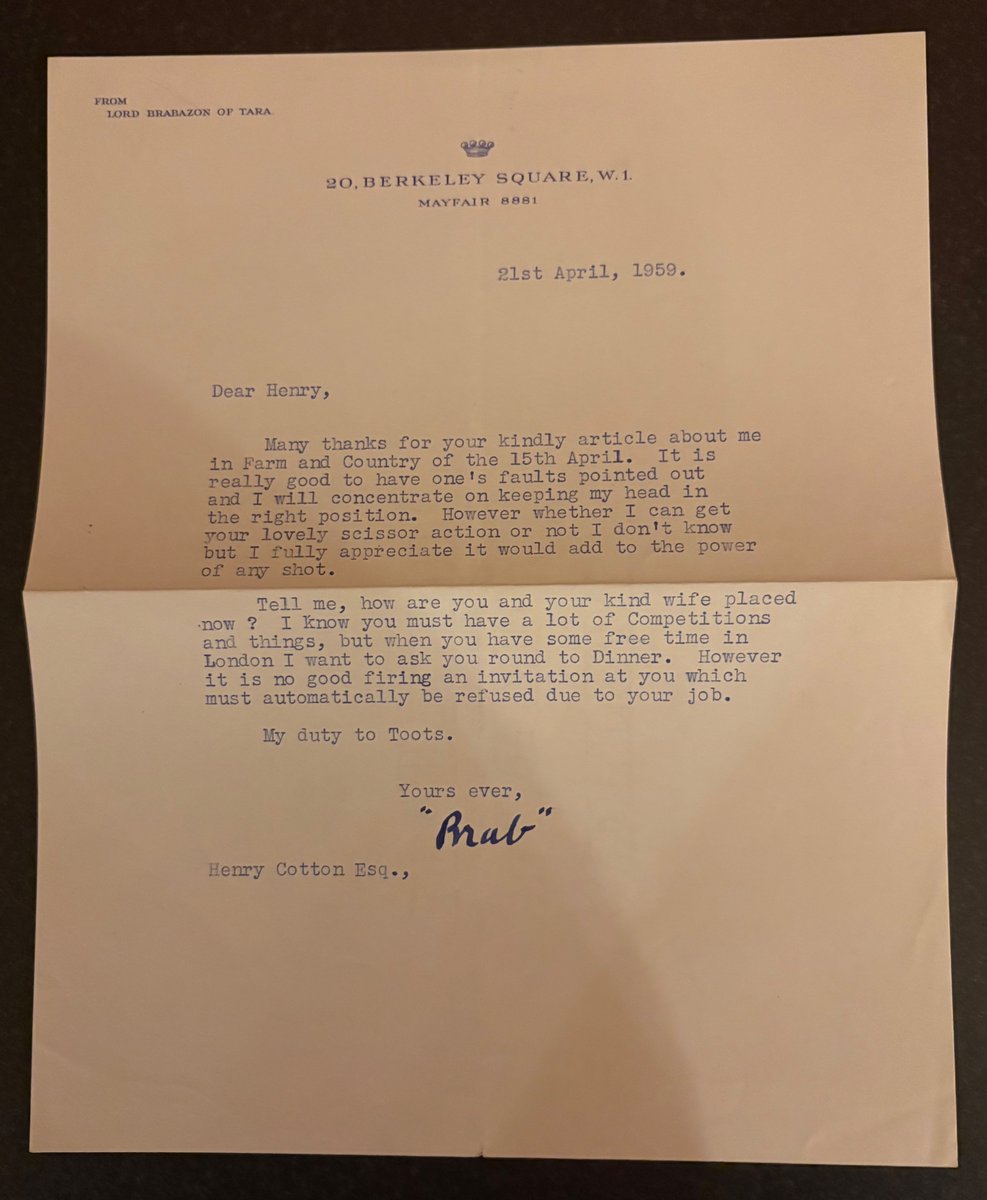 FROM
LORD BRABAZON OF TARA.
20, BERKELEY SQUARE, W.1.
MAYFAIR 8881
21st April, 1959.
Dear Henry,
Many thanks for your kindly article about me
in Farm and Country of the 15th April. It is
really good to have one's faults pointed out
and I will concentrate on keeping my head in
the right position. However whether I can get
your lovely scissor action or not I don't know
but I fully appreciate it would add to the power
of any shot.
Tell me, how are you and your kind wife placed
now ? I know you must have a lot of Competitions
and things, but when you have some free time in
London I want to ask you round to Dinner. However
it is no good firing an invitation at you which
must automatically be refused due to your job.
My duty to Toots.
Yours ever,
"Brab"
Henry Cotton Esq.,